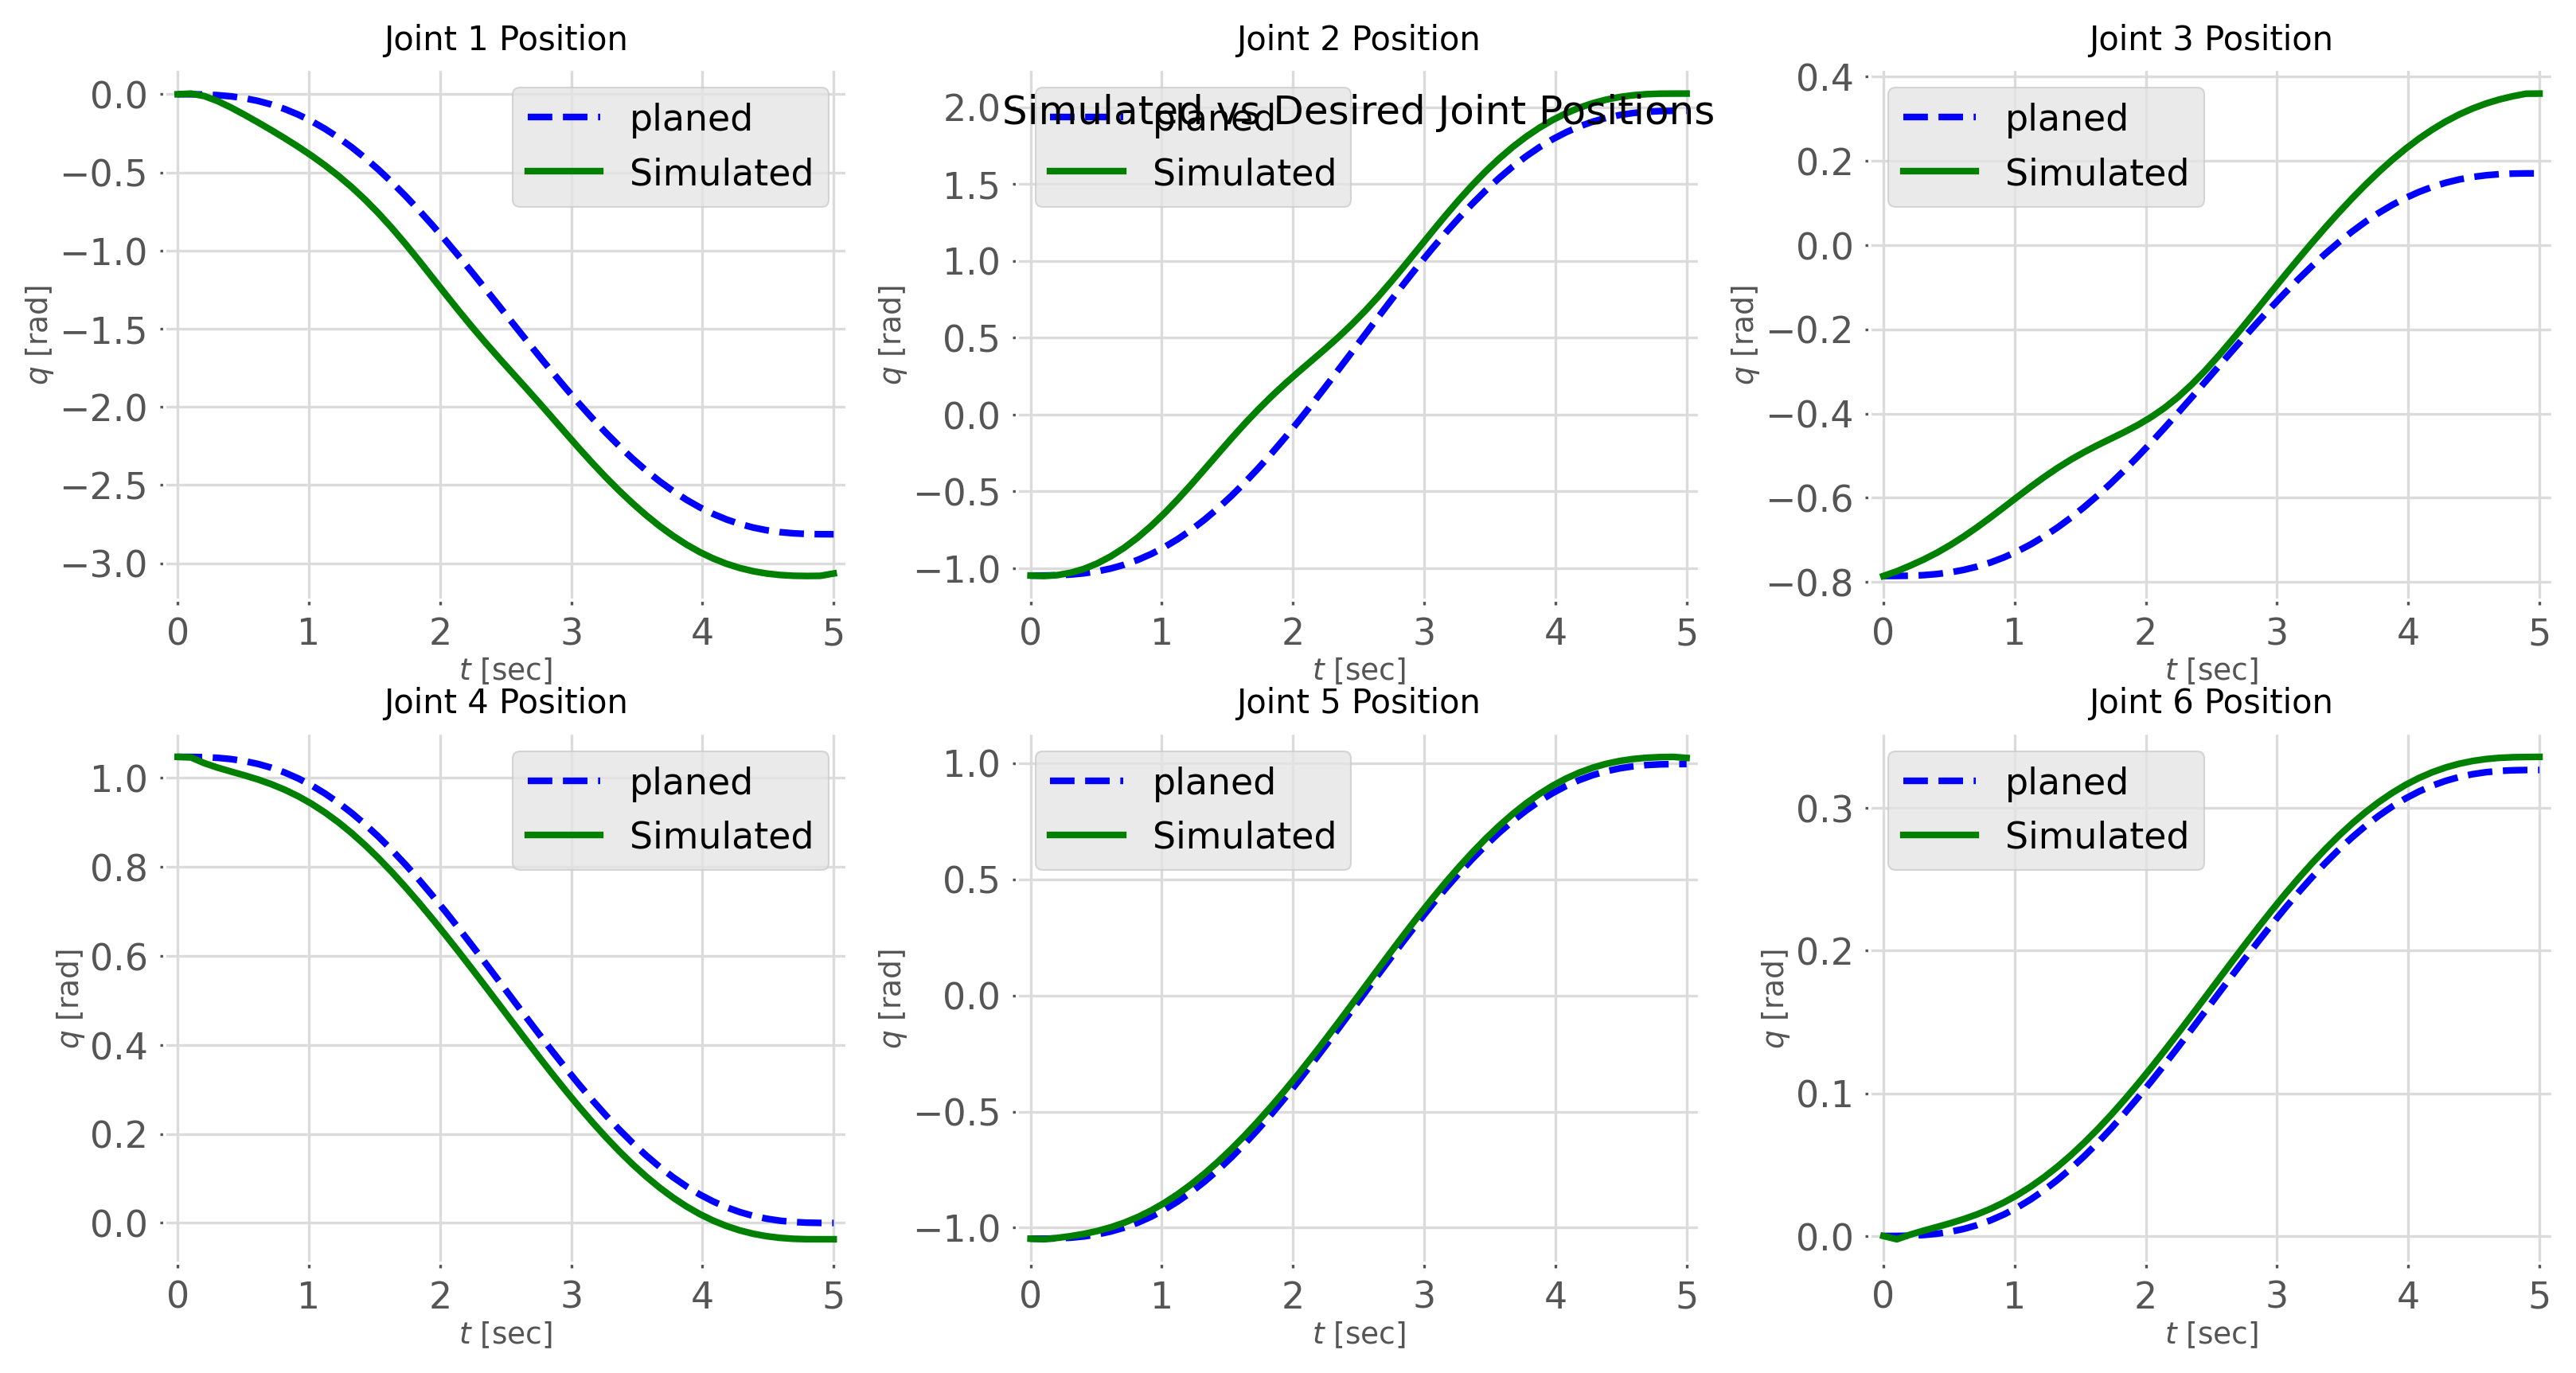 Joint 1 Position
0.0
−0.5
−1.0
−1.5
−2.0
−2.5
−3.0
q [rad]
planed
Simulated
0 1 2 3 4 5
t [sec]
Joint 2 Position
Simulated vs Desired Joint Positions
2.0
1.5
1.0
0.5
0.0
−0.5
−1.0
q [rad]
planed
Simulated
0 1 2 3 4 5
t [sec]
Joint 3 Position
0.4
0.2
0.0
−0.2
−0.4
−0.6
−0.8
q [rad]
planed
Simulated
0 1 2 3 4 5
t [sec]
Joint 4 Position
1.0
0.8
0.6
0.4
0.2
0.0
q [rad]
planed
Simulated
0 1 2 3 4 5
t [sec]
Joint 5 Position
1.0
0.5
0.0
−0.5
−1.0
q [rad]
planed
Simulated
0 1 2 3 4 5
t [sec]
Joint 6 Position
0.3
0.2
0.1
0.0
q [rad]
planed
Simulated
0 1 2 3 4 5
t [sec]